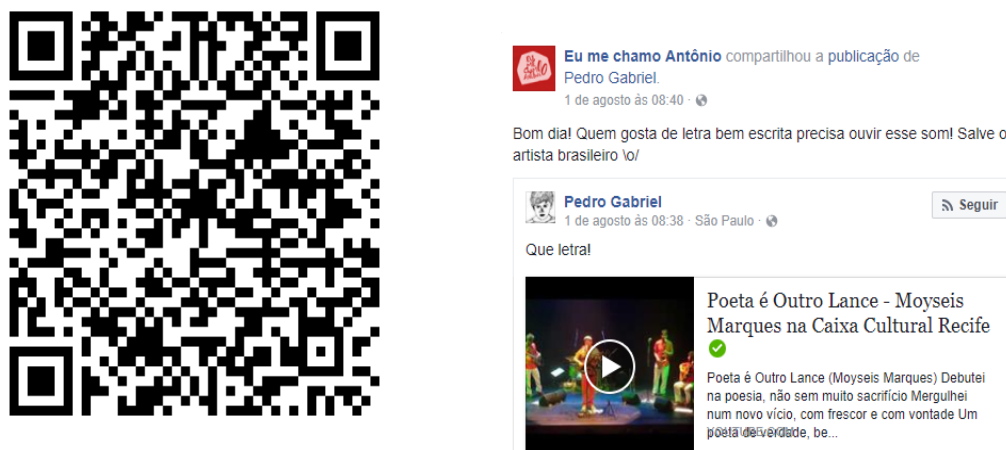 Eu me chamo Antônio compartilhou a publicação de
Pedro Gabriel.
1 de agosto às 08:40 ·
Bom dia! Quem gosta de letra bem escrita precisa ouvir esse som! Salve o
artista brasileiro \o/
Pedro Gabriel
1 de agosto às 08:38 · São Paulo ·
Seguir
Que letra!
Poeta é Outro Lance - Moyseis
Marques na Caixa Cultural Recife
Poeta é Outro Lance (Moyseis Marques) Debutei
na poesia, não sem muito sacrifício Mergulhei
num novo vício, com frescor e com vontade Um
poeta de verdade, be...
YOUTUBE.COM